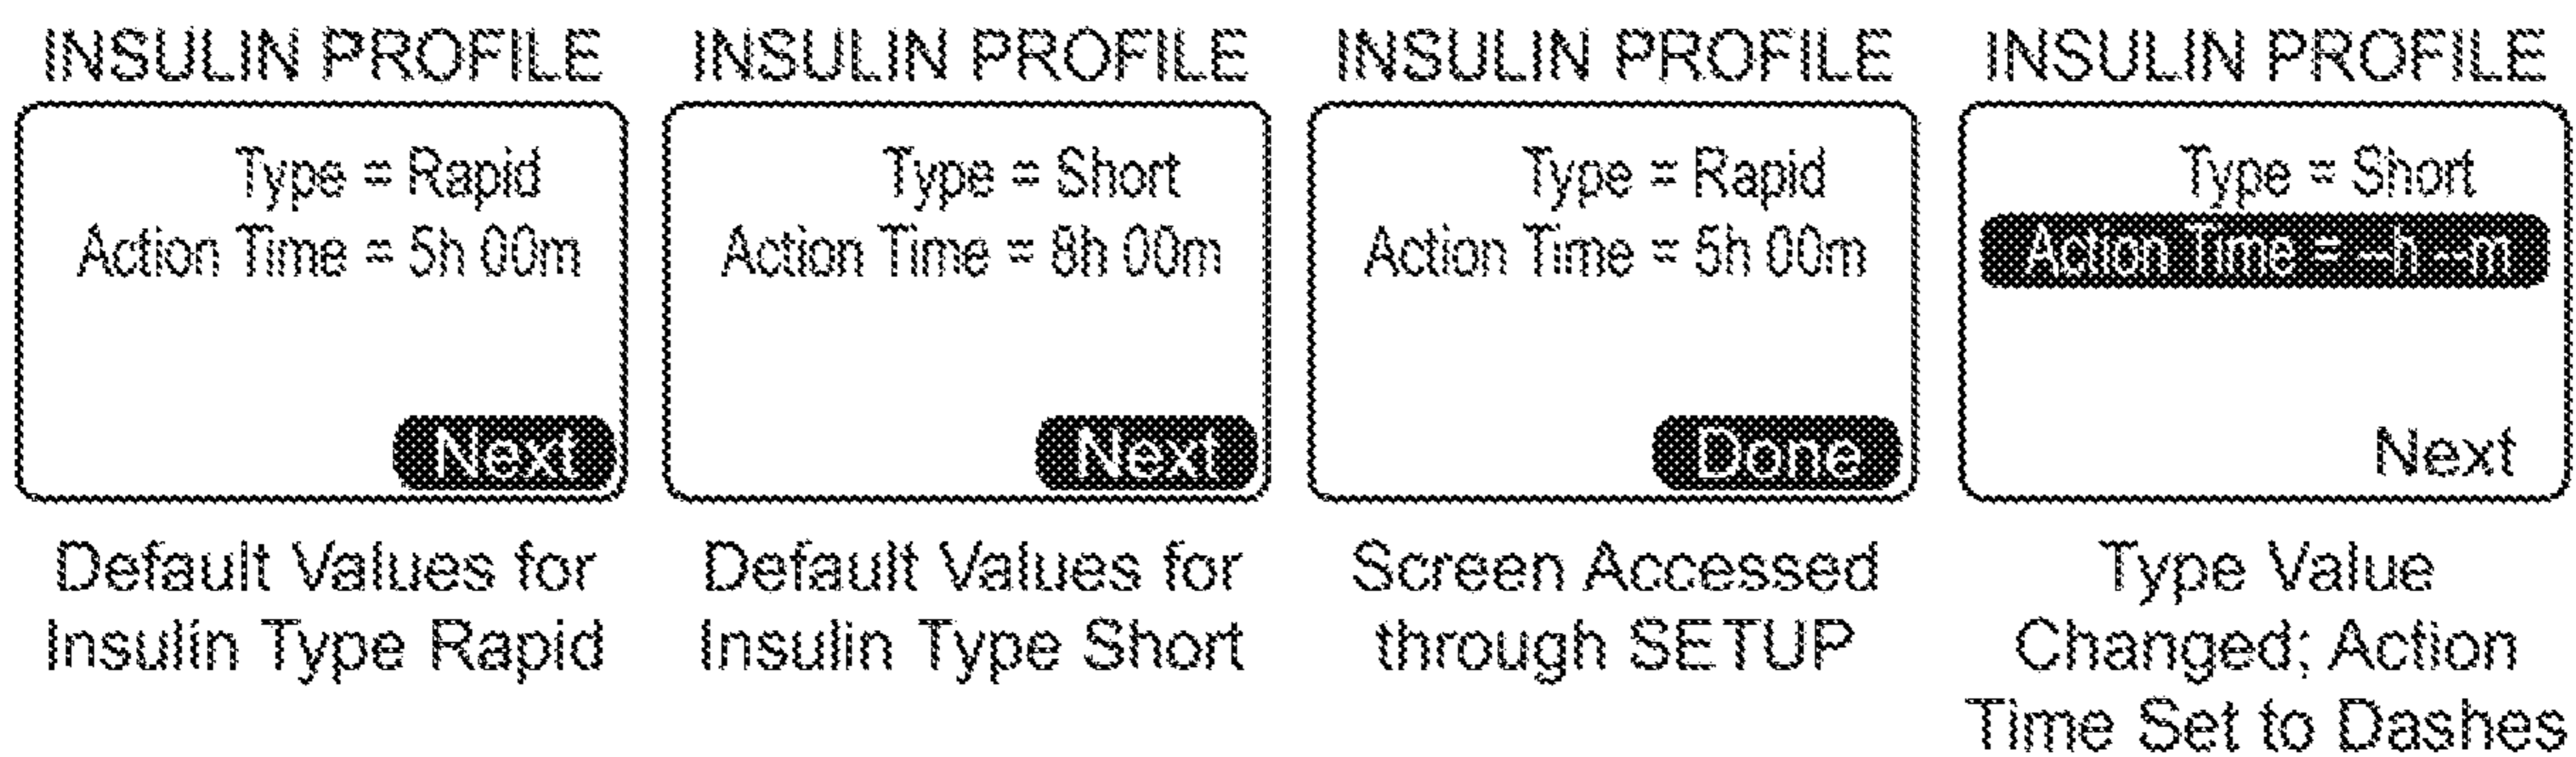 INSULIN PROFILE
Type = Rapid
Action Time = 5h 00m
Next
Default Values for
Insulin Type Rapid
INSULIN PROFILE
Type = Short
Action Time = 8h 00m
Next
Default Values for
Insulin Type Short
INSULIN PROFILE
Type = Rapid
Action Time = 5h 00m
Done
Screen Accessed
through SETUP
INSULIN PROFILE
Type = Short
Action Time = --h --m
Next
Type Value
Changed; Action
Time Set to Dashes